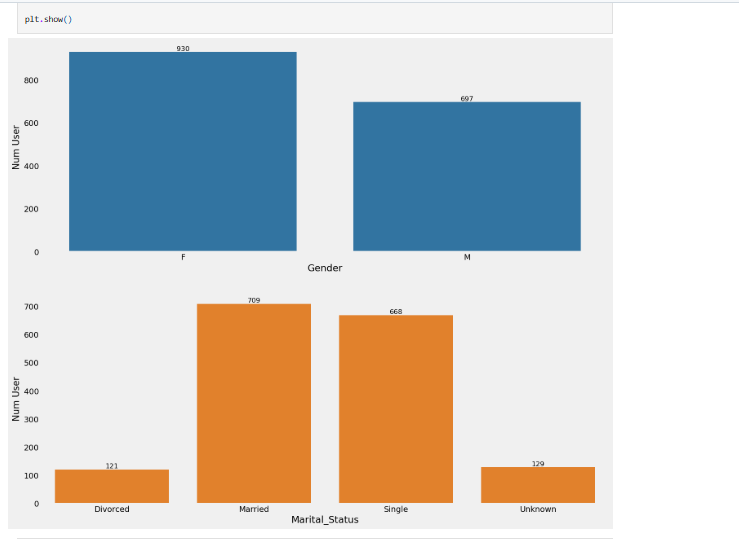 plt.show()
930
800
697
600
400
200
0
Num User
F
M
Gender
709
700
668
600
500
400
300
200
129
121
100
0
Num User
Divorced
Married
Single
Unknown
Marital_Status